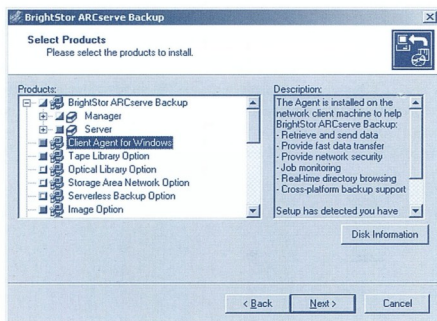 BrightStor ARCserve Backup
Select Products
Please select the products to install.
Products:
BrightStor ARCserve Backup
Manager
Server
Client Agent for Windows
Tape Library Option
Optical Library Option
Storage Area Network Option
Serverless Backup Option
Image Option
Description:
The Agent is installed on the
network client machine to help
BrightStor ARCserve Backup:
- Retrieve and send data
- Provide fast data transfer
- Provide network security
- Job monitoring
- Real-time directory browsing
- Cross-platform backup support
Setup has detected you have
Disk Information
< Back
Next >
Cancel